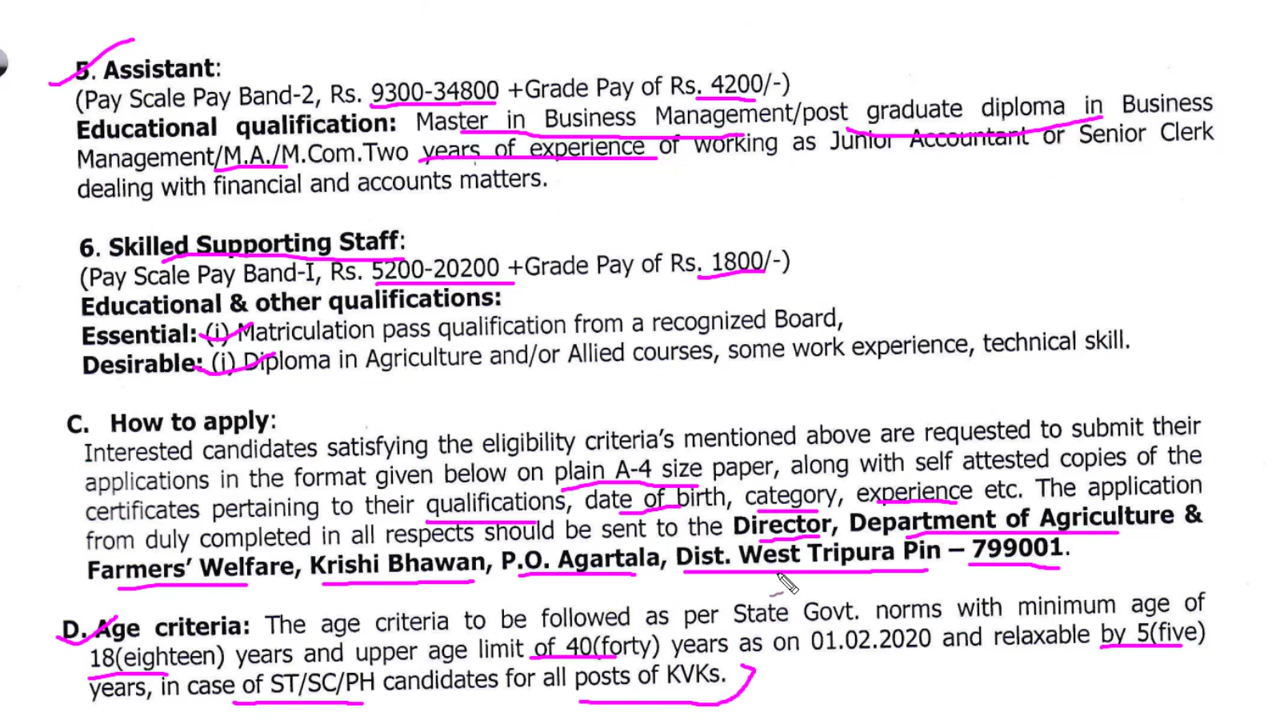 5. Assistant:
(Pay Scale Pay Band-2, Rs. 9300-34800 +Grade Pay of Rs. 4200/-)
Educational qualification: Master in Business Management/post graduate diploma in Business
Management/M.A./M.Com.Two years of experience of working as Junior Accountant or Senior Clerk
dealing with financial and accounts matters.
6. Skilled Supporting Staff:
(Pay Scale Pay Band-I, Rs. 5200-20200 +Grade Pay of Rs. 1800/-)
Educational & other qualifications:
Essential: (i) Matriculation pass qualification from a recognized Board,
Desirable: (i) Diploma in Agriculture and/or Allied courses, some work experience, technical skill.
C. How to apply:
Interested candidates satisfying the eligibility criteria's mentioned above are requested to submit their
applications in the format given below on plain A-4 size paper, along with self attested copies of the
certificates pertaining to their qualifications, date of birth, category, experience etc. The application
from duly completed in all respects should be sent to the Director, Department of Agriculture &
Farmers' Welfare, Krishi Bhawan, P.O. Agartala, Dist. West Tripura Pin – 799001.
D. Age criteria: The age criteria to be followed as per State Govt. norms with minimum age of
18(eighteen) years and upper age limit of 40(forty) years as on 01.02.2020 and relaxable by 5(five)
years, in case of ST/SC/PH candidates for all posts of KVKs.